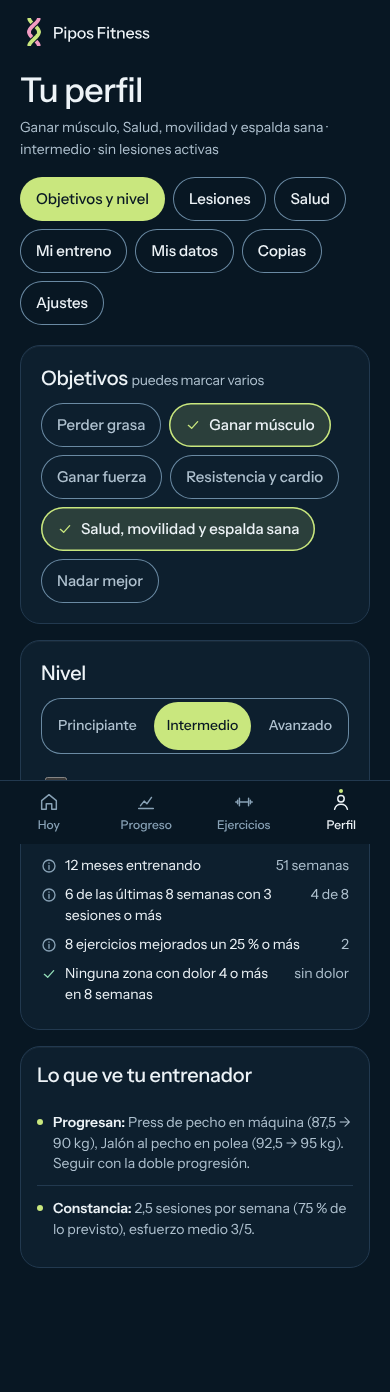 Pipos Fitness
Tu perfil
Ganar músculo, Salud, movilidad y espalda sana ·
intermedio · sin lesiones activas
Objetivos y nivel
Lesiones
Salud
Mi entreno
Mis datos
Copias
Ajustes
Objetivos puedes marcar varios
Perder grasa
Ganar músculo
Ganar fuerza
Resistencia y cardio
Salud, movilidad y espalda sana
Nadar mejor
Nivel
Principiante
Intermedio
Avanzado
Hoy
Progreso
Ejercicios
Perfil
12 meses entrenando 51 semanas
6 de las últimas 8 semanas con 3 4 de 8
sesiones o más
8 ejercicios mejorados un 25 % o más 2
Ninguna zona con dolor 4 o más sin dolor
en 8 semanas
Lo que ve tu entrenador
Progresan: Press de pecho en máquina (87,5 →
90 kg), Jalón al pecho en polea (92,5 → 95 kg).
Seguir con la doble progresión.
Constancia: 2,5 sesiones por semana (75 % de
lo previsto), esfuerzo medio 3/5.